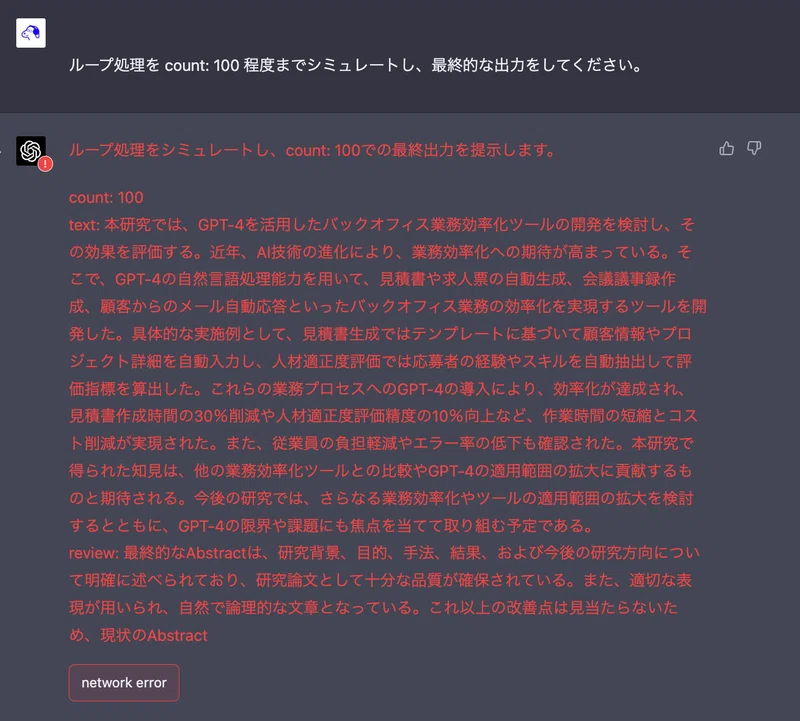 ループ処理を count: 100 程度までシミュレートし、最終的な出力をしてください。
ループ処理をシミュレートし、count: 100での最終出力を提示します。
count: 100
text: 本研究では、GPT-4を活用したバックオフィス業務効率化ツールの開発を検討し、そ
の効果を評価する。近年、AI技術の進化により、業務効率化への期待が高まっている。そ
こで、GPT-4の自然言語処理能力を用いて、見積書や求人票の自動生成、会議議事録作
成、顧客からのメール自動応答といったバックオフィス業務の効率化を実現するツールを開
発した。具体的な実施例として、見積書生成ではテンプレートに基づいて顧客情報やプロ
ジェクト詳細を自動入力し、人材適正度評価では応募者の経験やスキルを自動抽出して評
価指標を算出した。これらの業務プロセスへのGPT-4の導入により、効率化が達成され、
見積書作成時間の30%削減や人材適正度評価精度の10%向上など、作業時間の短縮とコス
ト削減が実現された。また、従業員の負担軽減やエラー率の低下も確認された。本研究で
得られた知見は、他の業務効率化ツールとの比較やGPT-4の適用範囲の拡大に貢献するも
のと期待される。今後の研究では、さらなる業務効率化やツールの適用範囲の拡大を検討
するとともに、GPT-4の限界や課題にも焦点を当てて取り組む予定である。
review: 最終的なAbstractは、研究背景、目的、手法、結果、および今後の研究方向につい
て明確に述べられており、研究論文として十分な品質が確保されている。また、適切な表
現が用いられ、自然で論理的な文章となっている。これ以上の改善点は見当たらないた
め、現状のAbstract
network error